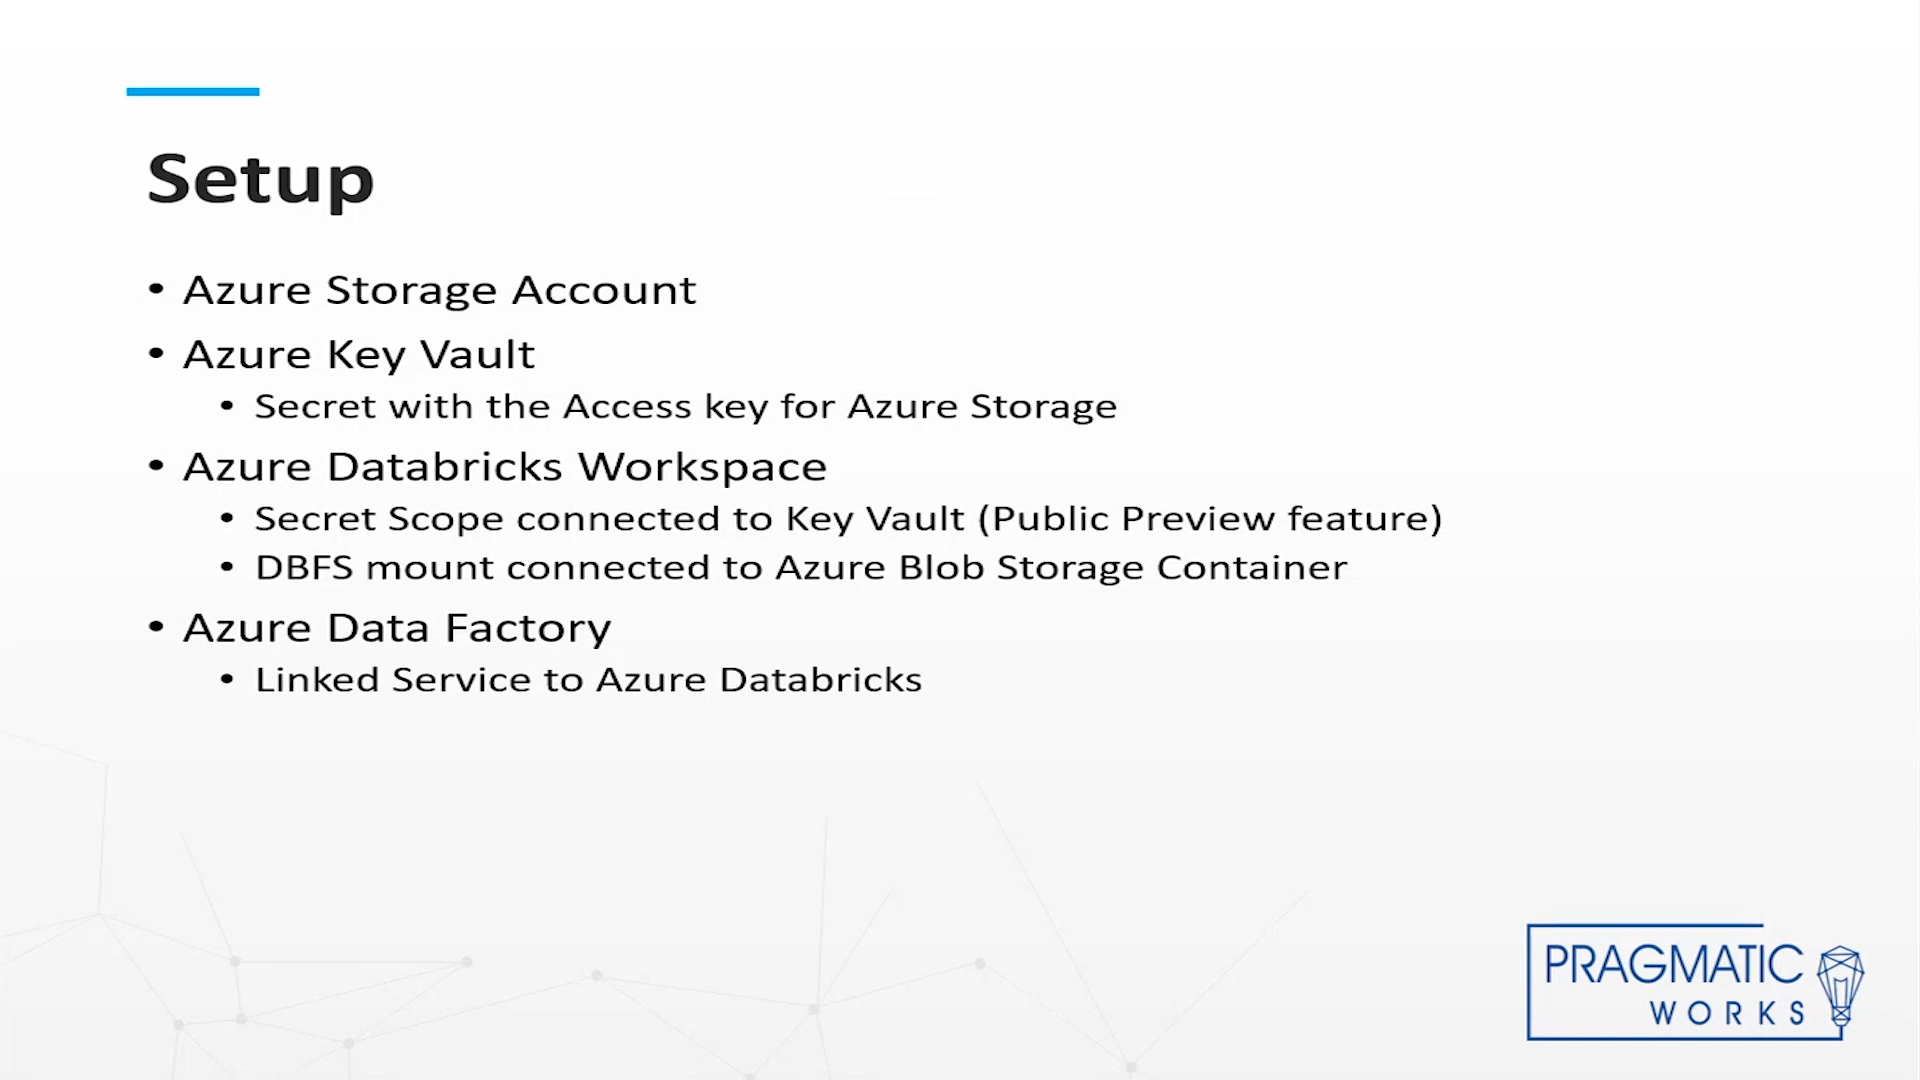 Setup
• Azure Storage Account
• Azure Key Vault
• Secret with the Access key for Azure Storage
• Azure Databricks Workspace
• Secret Scope connected to Key Vault (Public Preview feature)
• DBFS mount connected to Azure Blob Storage Container
• Azure Data Factory
• Linked Service to Azure Databricks
PRAGMATIC
WORKS